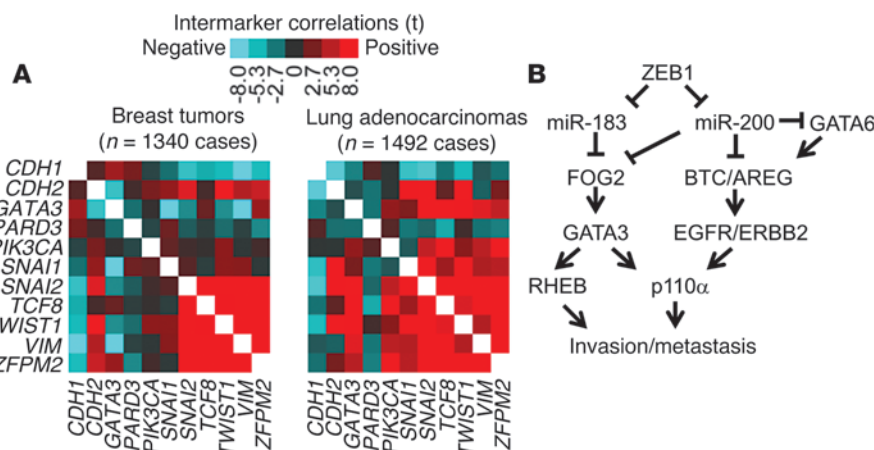 Intermarker correlations (t)
Negative Positive
-8.0 -5.3 -2.7 0 2.7 5.3 8.0
A
Breast tumors
(n = 1340 cases)
Lung adenocarcinomas
(n = 1492 cases)
CDH1
CDH2
GATA3
PARD3
PIK3CA
SNAI1
SNAI2
TCF8
TWIST1
VIM
ZFPM2
CDH1 CDH2 GATA3 PARD3 PIK3CA SNAI1 SNAI2 TCF8 TWIST1 VIM ZFPM2
CDH1 CDH2 GATA3 PARD3 PIK3CA SNAI1 SNAI2 TCF8 TWIST1 VIM ZFPM2
B
ZEB1
miR-183 miR-200 GATA6
FOG2 BTC/AREG
GATA3 EGFR/ERBB2
RHEB p110α
Invasion/metastasis